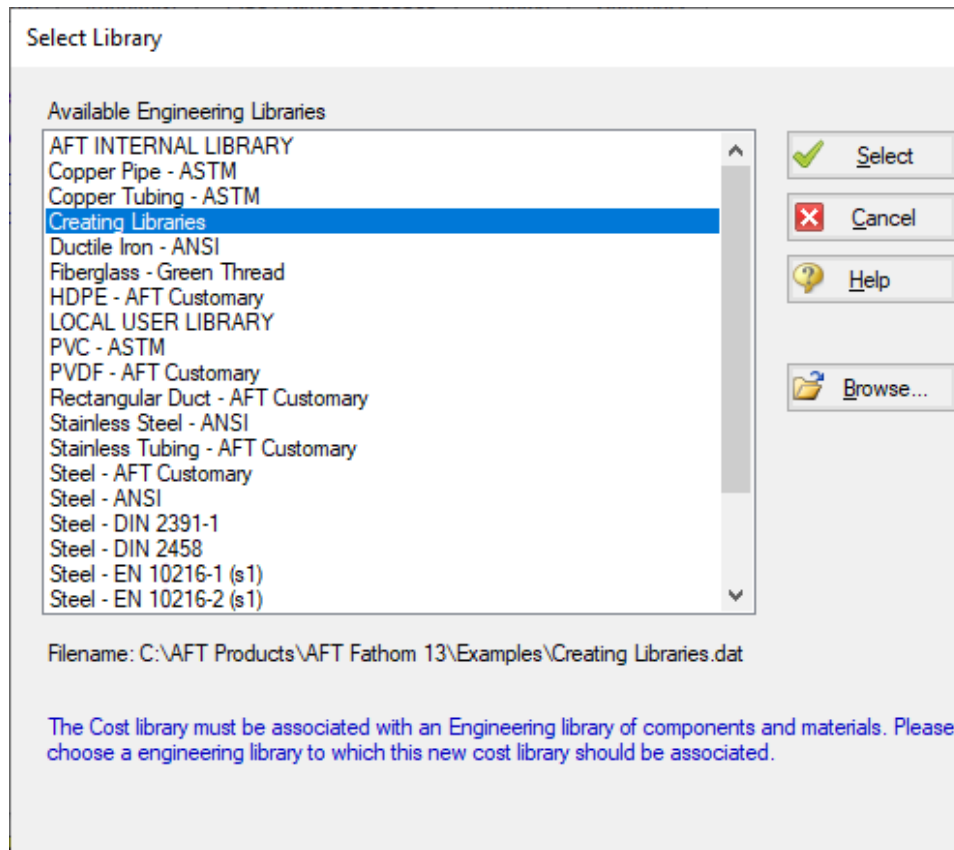 Select Library
Available Engineering Libraries
AFT INTERNAL LIBRARY
Copper Pipe - ASTM
Copper Tubing - ASTM
Creating Libraries
Ductile Iron - ANSI
Fiberglass - Green Thread
HDPE - AFT Customary
LOCAL USER LIBRARY
PVC - ASTM
PVDF - AFT Customary
Rectangular Duct - AFT Customary
Stainless Steel - ANSI
Stainless Tubing - AFT Customary
Steel - AFT Customary
Steel - ANSI
Steel - DIN 2391-1
Steel - DIN 2458
Steel - EN 10216-1 (s1)
Steel - EN 10216-2 (s1)
Select
Cancel
Help
Browse...
Filename: C:\AFT Products\AFT Fathom 13\Examples\Creating Libraries.dat
The Cost library must be associated with an Engineering library of components and materials. Please
choose a engineering library to which this new cost library should be associated.